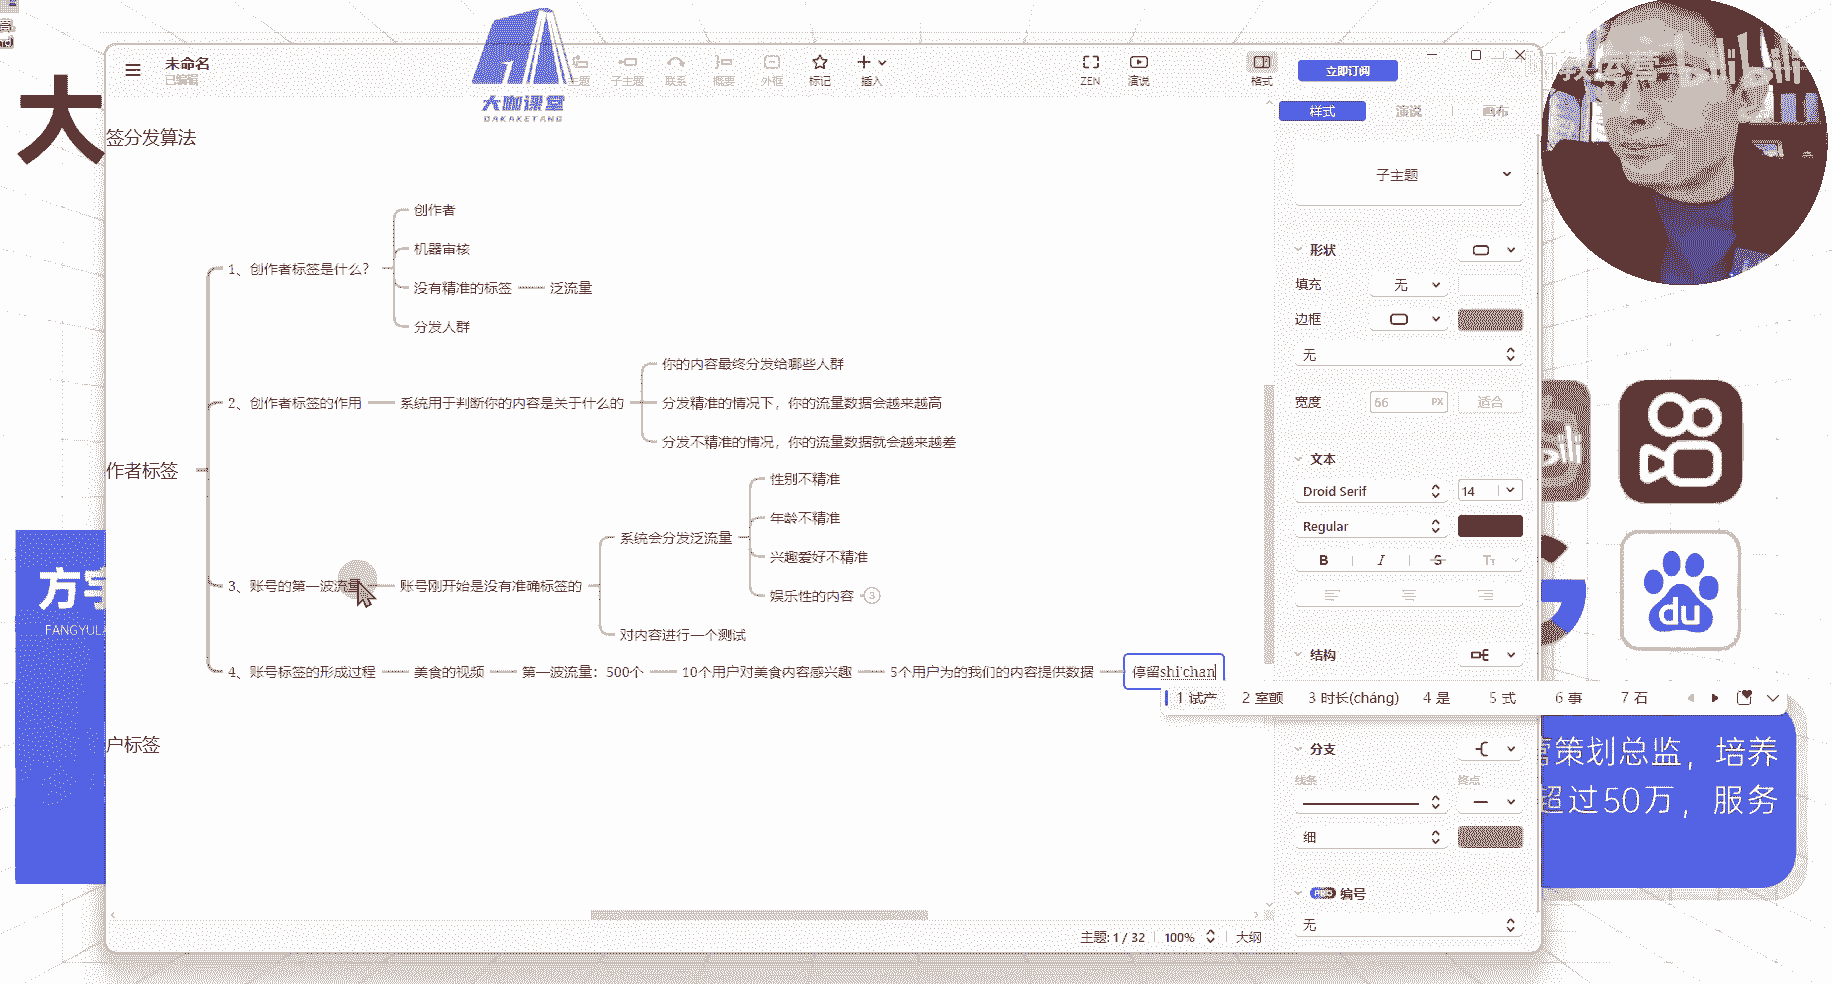 未命名
已编辑
主题
子主题
联系
概要
外框
标记
插入
ZEN
演说
格式
立即订阅
大咖课堂
DAKAKETANG
教运营
bilibili
大
样式
演说
画布
签分发算法
子主题
创作者
机器审核
1、创作者标签是什么?
没有精准的标签
泛流量
分发人群
形状
填充
无
边框
无
你的内容最终分发给哪些人群
2、创作者标签的作用
系统用于判断你的内容是关于什么的
分发精准的情况下，你的流量数据会越来越高
分发不精准的情况，你的流量数据就会越来越差
宽度
66
PX
适合
作者标签
文本
性别不精准
Droid Serif
14
年龄不精准
Regular
系统会分发泛流量
兴趣爱好不精准
B
I
S
Tт
3、账号的第一波流量
账号刚开始是没有准确标签的
娱乐性的内容
3
对内容进行一个测试
方宇
FANGYUL
du
结构
4、账号标签的形成过程
美食的视频
第一波流量：500个
10个用户对美食内容感兴趣
5个用户为的我们的内容提供数据
停留shi'chan
1 试产
2 室颤
3 时长(cháng)
4 是
5 式
6 事
7 石
户标签
分支
线条
终点
细
营策划总监，培养
超过50万，服务
PRO
编号
无
主题: 1 / 32
100%
大纲